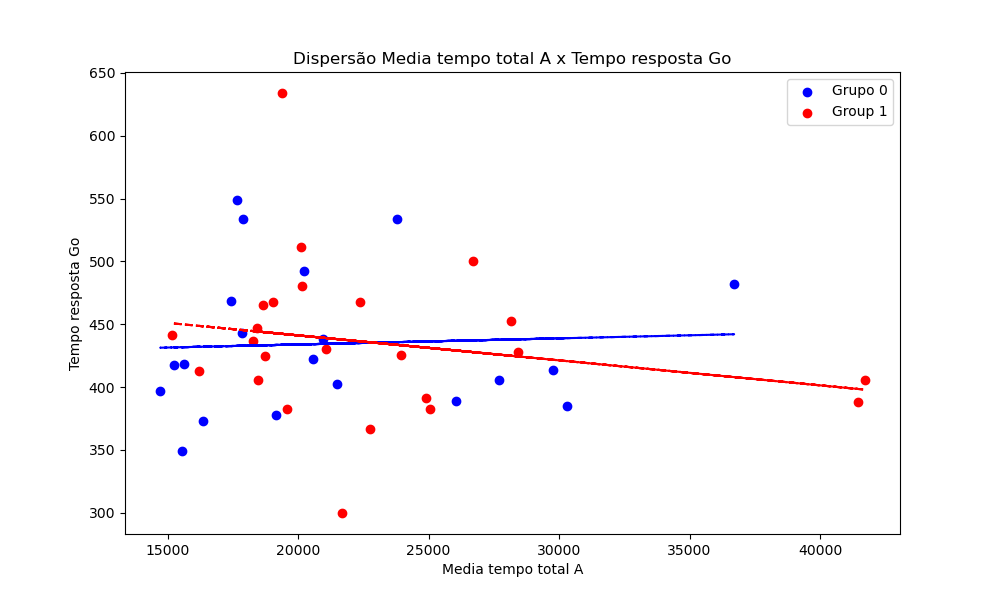 Dispersão Media tempo total A x Tempo resposta Go
Grupo 0
Group 1
Tempo resposta Go
650
600
550
500
450
400
350
300
15000 20000 25000 30000 35000 40000
Media tempo total A